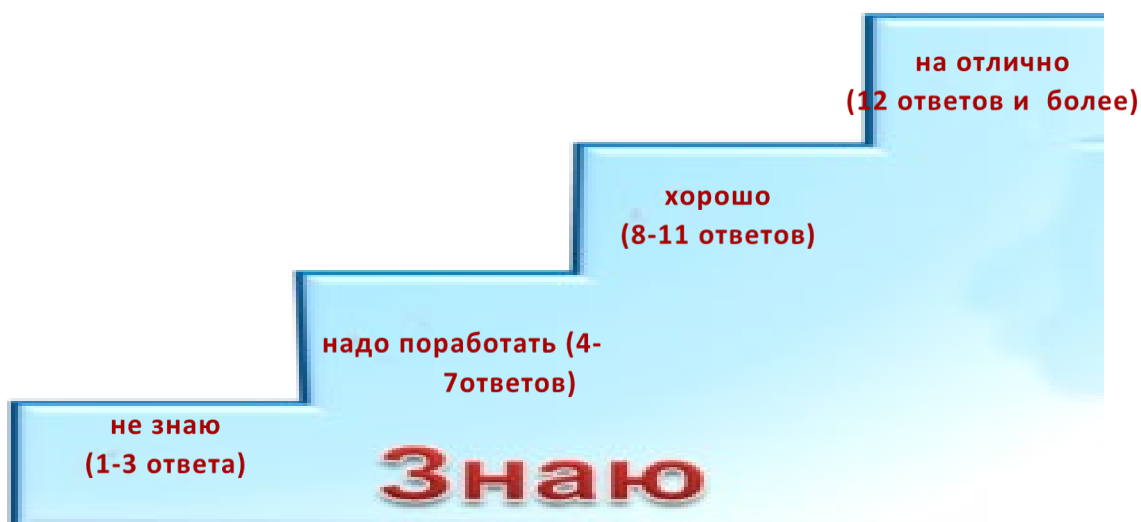 на отлично
(12 ответов и  более)
хорошо
(8-11 ответов)
надо поработать (4-
7ответов)
не знаю
(1-3 ответа)
Знаю